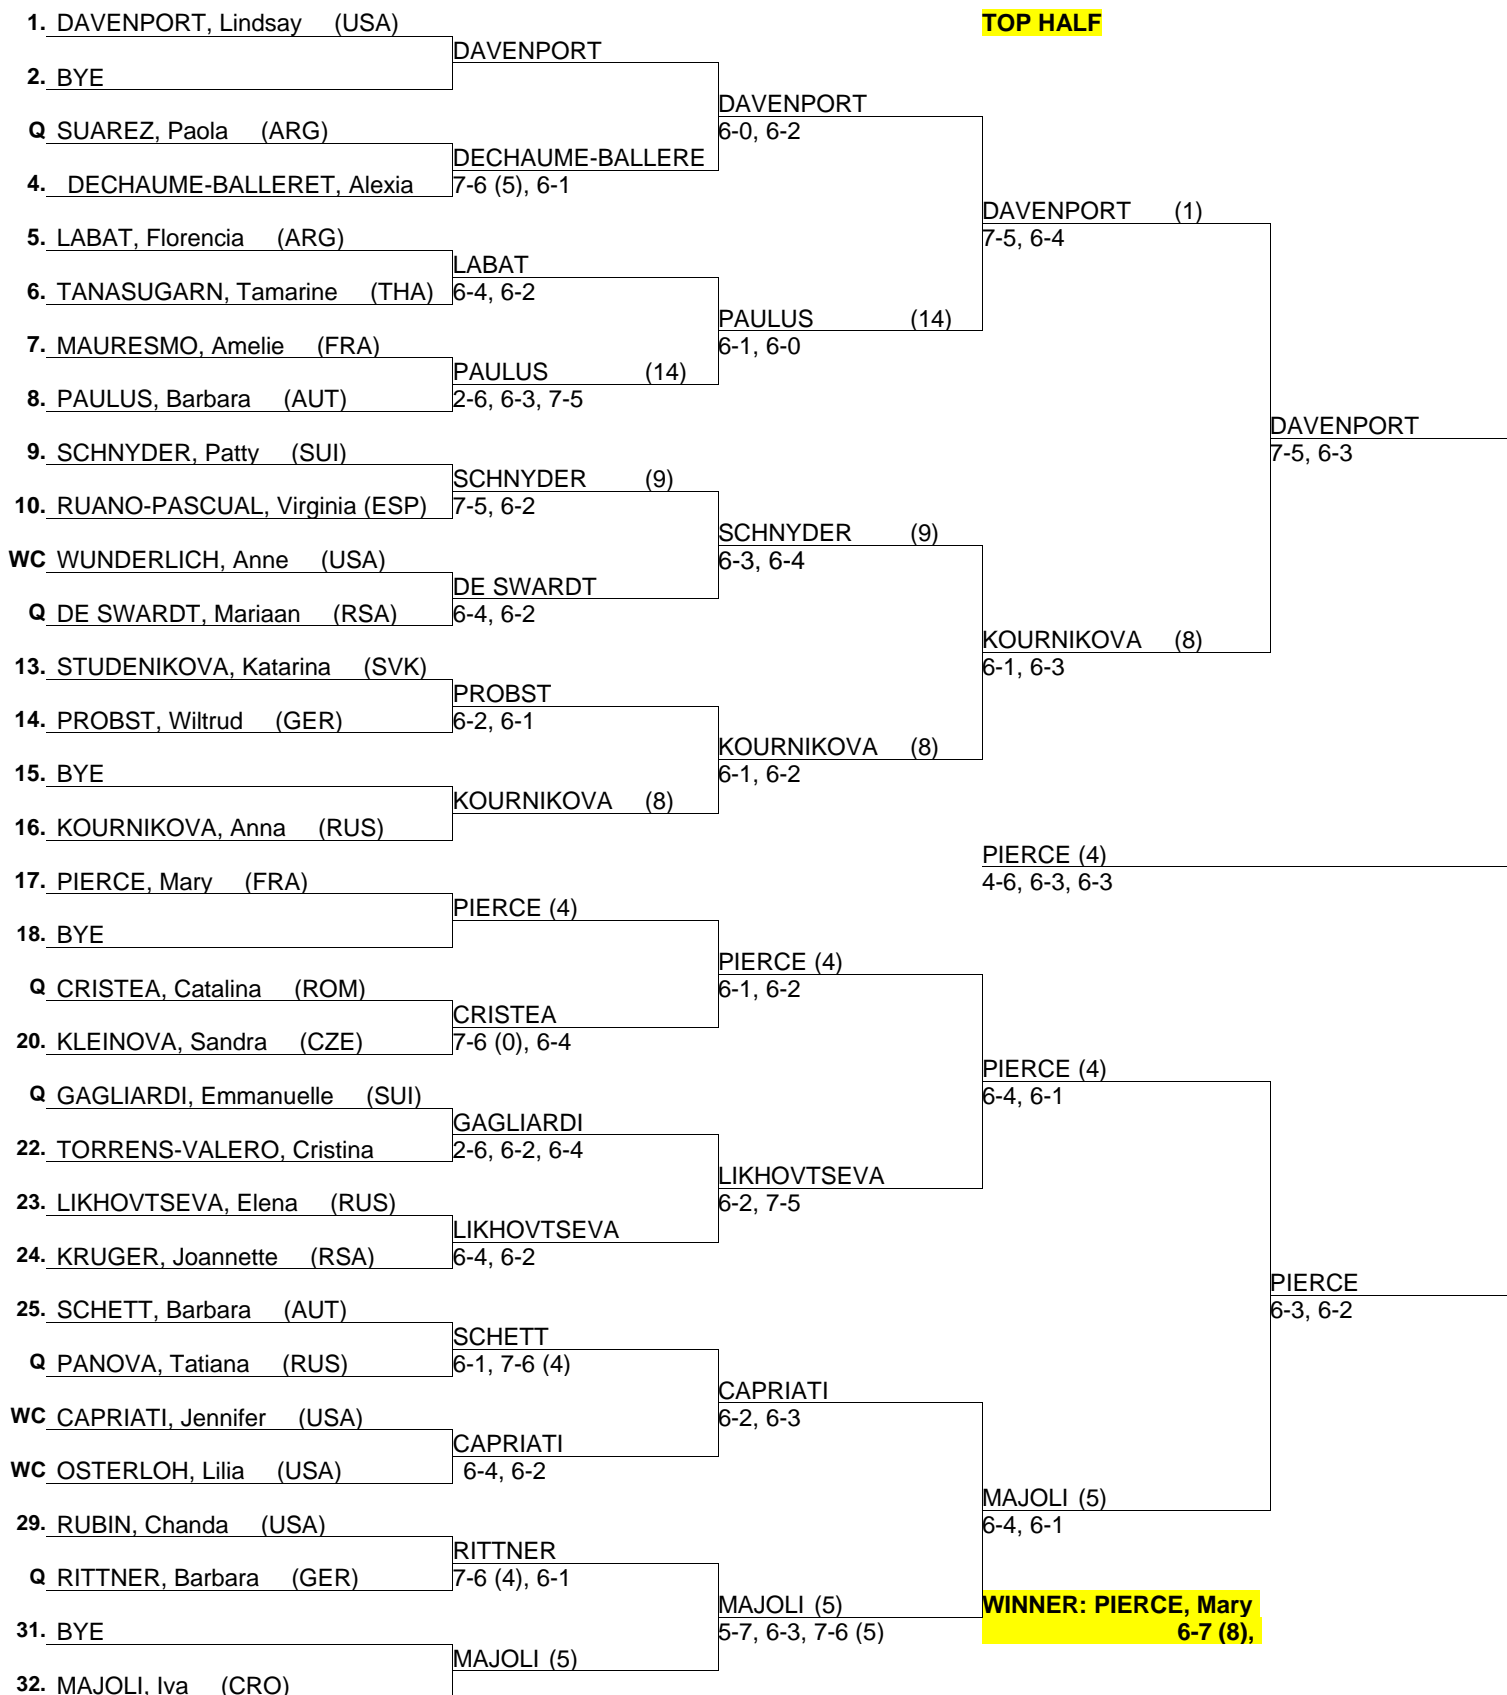 1. DAVENPORT, Lindsay (USA)
TOP HALF
DAVENPORT
2. BYE
DAVENPORT
6-0, 6-2
Q SUAREZ, Paola (ARG)
DECHAUME-BALLERE
7-6 (5), 6-1
4. DECHAUME-BALLERET, Alexia
DAVENPORT (1)
7-5, 6-4
5. LABAT, Florencia (ARG)
LABAT
6-4, 6-2
6. TANASUGARN, Tamarine (THA)
PAULUS (14)
6-1, 6-0
7. MAURESMO, Amelie (FRA)
PAULUS (14)
2-6, 6-3, 7-5
8. PAULUS, Barbara (AUT)
DAVENPORT
7-5, 6-3
9. SCHNYDER, Patty (SUI)
SCHNYDER (9)
7-5, 6-2
10. RUANO-PASCUAL, Virginia (ESP)
SCHNYDER (9)
6-3, 6-4
WC WUNDERLICH, Anne (USA)
DE SWARDT
6-4, 6-2
Q DE SWARDT, Mariaan (RSA)
KOURNIKOVA (8)
6-1, 6-3
13. STUDENIKOVA, Katarina (SVK)
PROBST
6-2, 6-1
14. PROBST, Wiltrud (GER)
KOURNIKOVA (8)
6-1, 6-2
15. BYE
KOURNIKOVA (8)
16. KOURNIKOVA, Anna (RUS)
PIERCE (4)
4-6, 6-3, 6-3
17. PIERCE, Mary (FRA)
PIERCE (4)
18. BYE
PIERCE (4)
6-1, 6-2
Q CRISTEA, Catalina (ROM)
CRISTEA
7-6 (0), 6-4
20. KLEINOVA, Sandra (CZE)
PIERCE (4)
6-4, 6-1
Q GAGLIARDI, Emmanuelle (SUI)
GAGLIARDI
2-6, 6-2, 6-4
22. TORRENS-VALERO, Cristina
LIKHOVTSEVA
6-2, 7-5
23. LIKHOVTSEVA, Elena (RUS)
LIKHOVTSEVA
6-4, 6-2
24. KRUGER, Joannette (RSA)
PIERCE
6-3, 6-2
25. SCHETT, Barbara (AUT)
SCHETT
6-1, 7-6 (4)
Q PANOVA, Tatiana (RUS)
CAPRIATI
6-2, 6-3
WC CAPRIATI, Jennifer (USA)
CAPRIATI
6-4, 6-2
WC OSTERLOH, Lilia (USA)
MAJOLI (5)
6-4, 6-1
29. RUBIN, Chanda (USA)
RITTNER
7-6 (4), 6-1
Q RITTNER, Barbara (GER)
MAJOLI (5)
5-7, 6-3, 7-6 (5)
WINNER: PIERCE, Mary
6-7 (8),
31. BYE
MAJOLI (5)
32. MAJOLI, Iva (CRO)